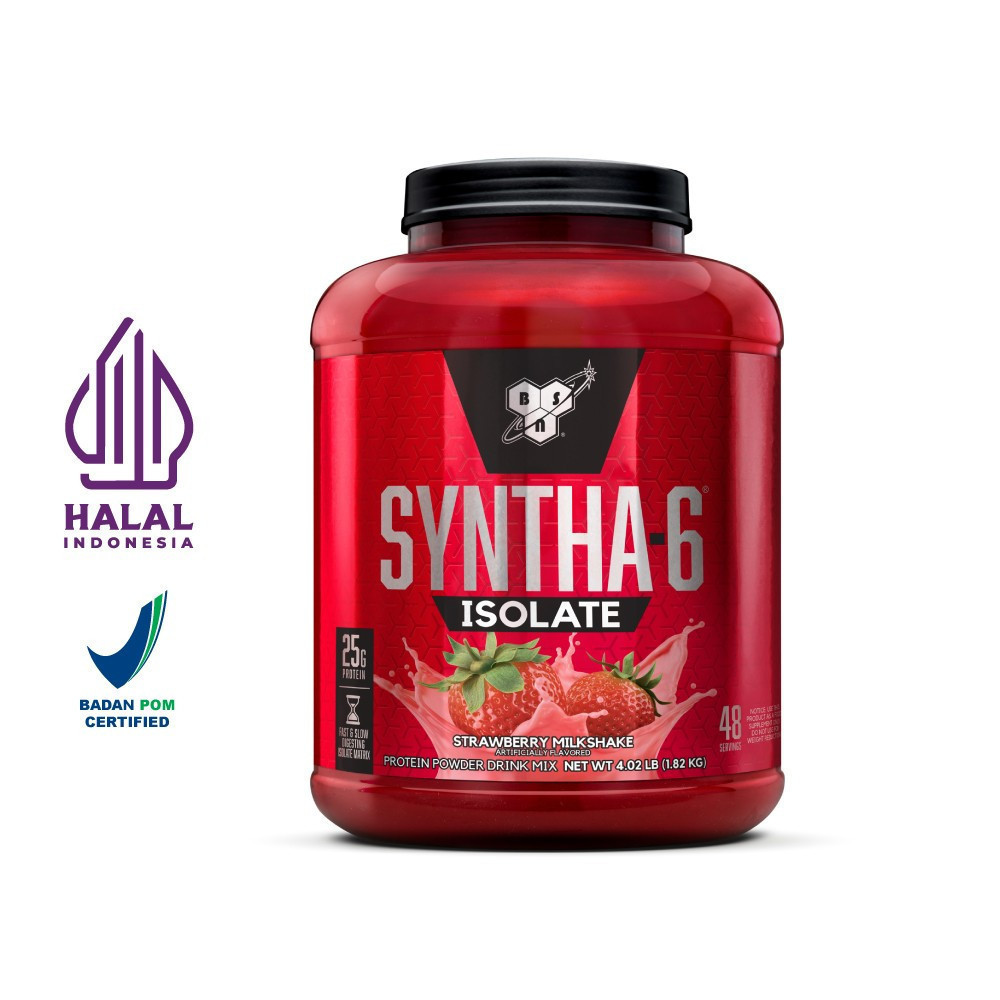 HALAL
INDONESIA
BADAN POM
CERTIFIED
BSn®
SYNTHA-6®
ISOLATE
25G
PROTEIN
FAST & SLOW
DIGESTING
ISOLATE MATRIX
STRAWBERRY MILKSHAKE
ARTIFICIALLY FLAVORED
PROTEIN POWDER DRINK MIX NET WT 4.02 LB (1.82 KG)
48
SERVINGS